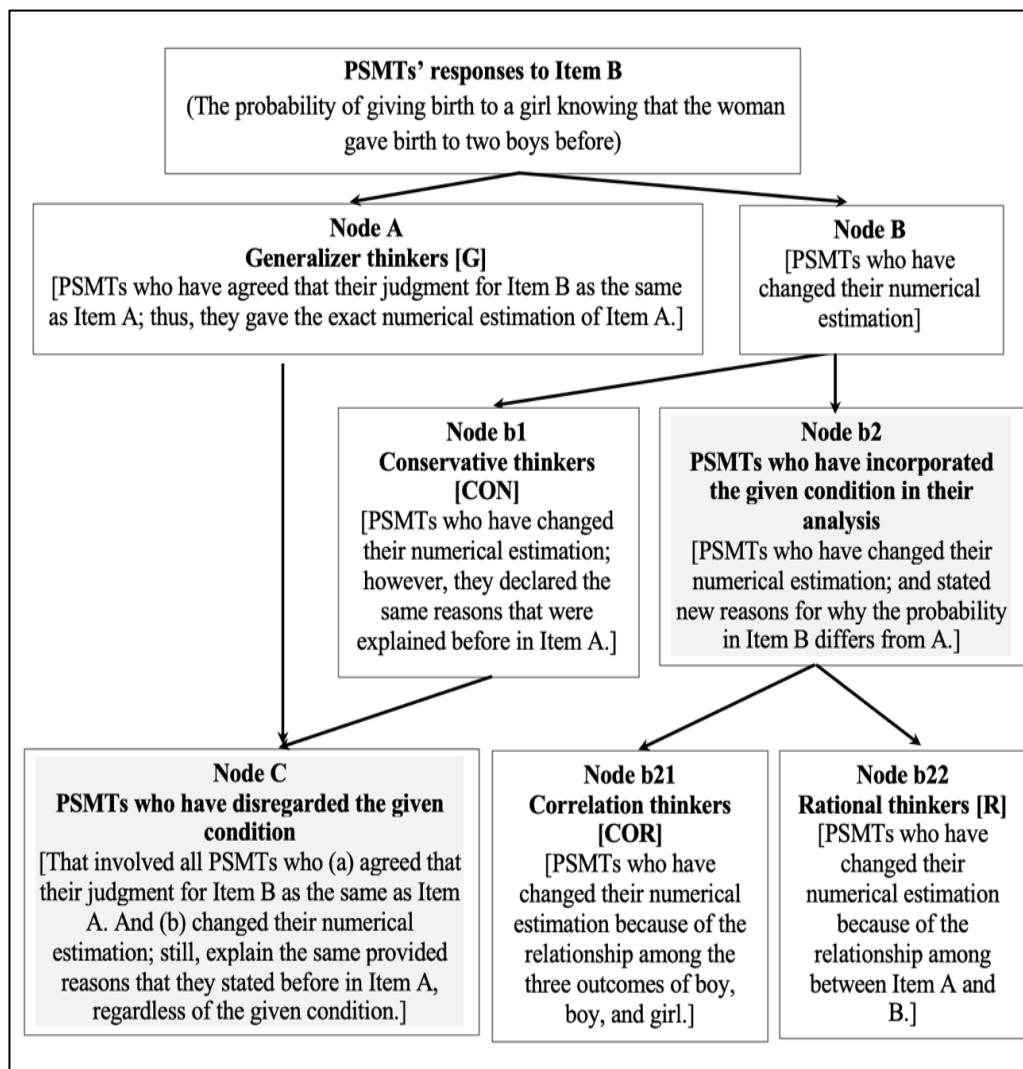 PSMTs’ responses to Item B
(The probability of giving birth to a girl knowing that the woman
gave birth to two boys before)
Node A
Generalizer thinkers [G]
[PSMTs who have agreed that their judgment for Item B as the same
as Item A; thus, they gave the exact numerical estimation of Item A.]
Node B
[PSMTs who have
changed their numerical
estimation]
Node b1
Conservative thinkers
[CON]
[PSMTs who have changed
their numerical estimation;
however, they declared the
same reasons that were
explained before in Item A.]
Node b2
PSMTs who have incorporated
the given condition in their
analysis
[PSMTs who have changed their
numerical estimation; and stated
new reasons for why the probability
in Item B differs from A.]
Node C
PSMTs who have disregarded the given
condition
[That involved all PSMTs who (a) agreed that
their judgment for Item B as the same as Item
A. And (b) changed their numerical
estimation; still, explain the same provided
reasons that they stated before in Item A,
regardless of the given condition.]
Node b21
Correlation thinkers
[COR]
[PSMTs who have
changed their numerical
estimation because of the
relationship among the
three outcomes of boy,
boy, and girl.]
Node b22
Rational thinkers [R]
[PSMTs who have
changed their
numerical estimation
because of the
relationship among
between Item A and
B.]